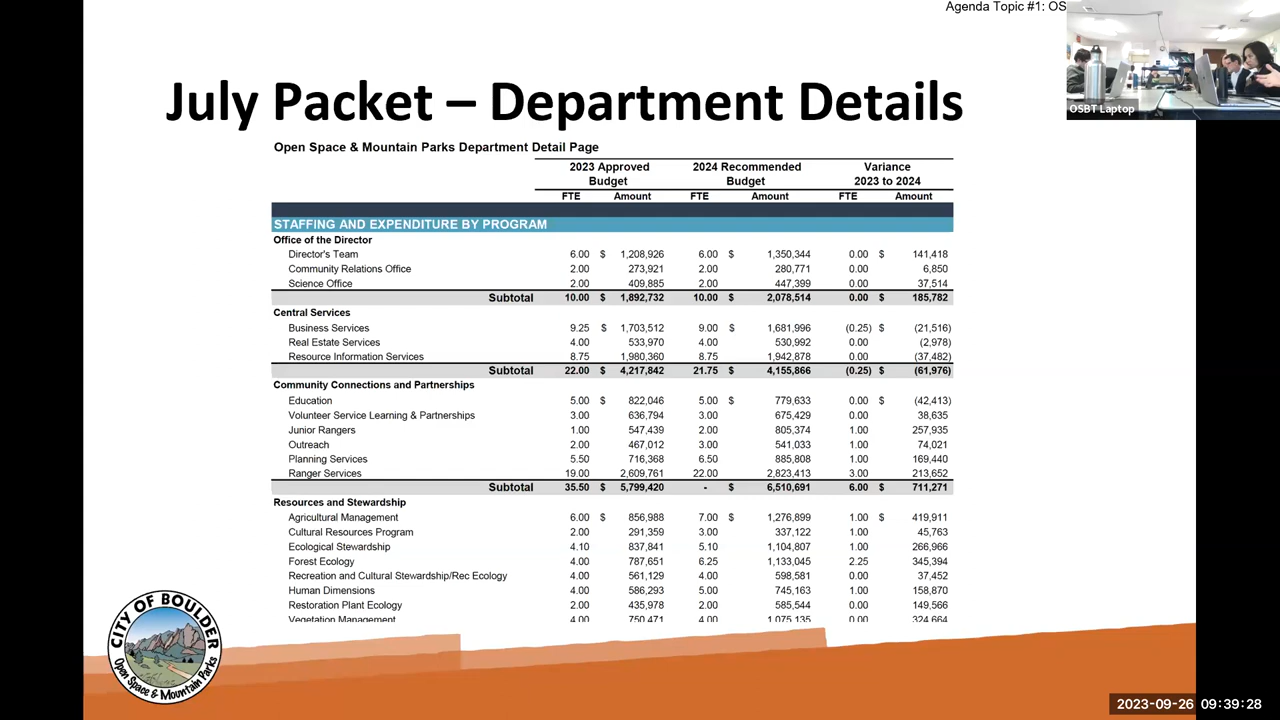 Agenda Topic #1: OS
OSBT Laptop
July Packet – Department Details
Open Space & Mountain Parks Department Detail Page
2023 Approved 2024 Recommended Variance
Budget Budget 2023 to 2024
FTE Amount FTE Amount FTE Amount
STAFFING AND EXPENDITURE BY PROGRAM
Office of the Director
Director's Team 6.00 $ 1,208,926 6.00 $ 1,350,344 0.00 $ 141,418
Community Relations Office 2.00 273,921 2.00 280,771 0.00 6,850
Science Office 2.00 409,885 2.00 447,399 0.00 37,514
Subtotal 10.00 $ 1,892,732 10.00 $ 2,078,514 0.00 $ 185,782
Central Services
Business Services 9.25 $ 1,703,512 9.00 $ 1,681,996 (0.25) $ (21,516)
Real Estate Services 4.00 533,970 4.00 530,992 0.00 (2,978)
Resource Information Services 8.75 1,980,360 8.75 1,942,878 0.00 (37,482)
Subtotal 22.00 $ 4,217,842 21.75 $ 4,155,866 (0.25) $ (61,976)
Community Connections and Partnerships
Education 5.00 $ 822,046 5.00 $ 779,633 0.00 $ (42,413)
Volunteer Service Learning & Partnerships 3.00 636,794 3.00 675,429 0.00 38,635
Junior Rangers 1.00 547,439 2.00 805,374 1.00 257,935
Outreach 2.00 467,012 3.00 541,033 1.00 74,021
Planning Services 5.50 716,368 6.50 885,808 1.00 169,440
Ranger Services 19.00 2,609,761 22.00 2,823,413 3.00 213,652
Subtotal 35.50 $ 5,799,420 - $ 6,510,691 6.00 $ 711,271
Resources and Stewardship
Agricultural Management 6.00 $ 856,988 7.00 $ 1,276,899 1.00 $ 419,911
Cultural Resources Program 2.00 291,359 3.00 337,122 1.00 45,763
Ecological Stewardship 4.10 837,841 5.10 1,104,807 1.00 266,966
Forest Ecology 4.00 787,651 6.25 1,133,045 2.25 345,394
Recreation and Cultural Stewardship/Rec Ecology 4.00 561,129 4.00 598,581 0.00 37,452
Human Dimensions 4.00 586,293 5.00 745,163 1.00 158,870
Restoration Plant Ecology 2.00 435,978 2.00 585,544 0.00 149,566
Vegetation Management 4.00 750,471 4.00 1,075,135 0.00 324,664
CITY OF BOULDER
Open Space & Mountain Parks
2023-09-26 09:39:28